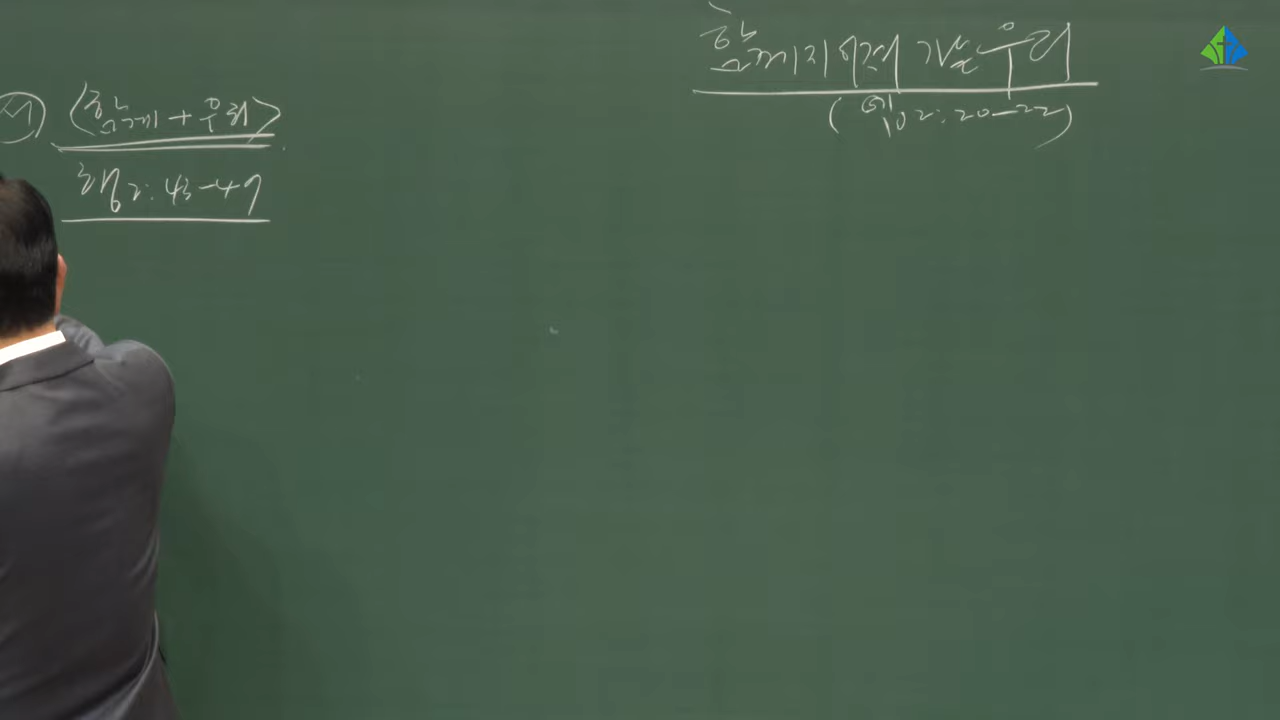 함께 지어져 가는 우리
(엡 2:20-22)
서) <함께+우리>
행 2:43-47